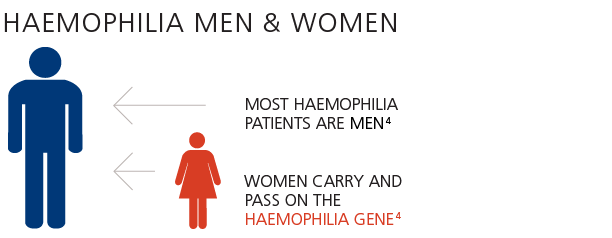 HAEMOPHILIA MEN & WOMEN
MOST HAEMOPHILIA
PATIENTS ARE MEN⁴
WOMEN CARRY AND
PASS ON THE
HAEMOPHILIA GENE⁴